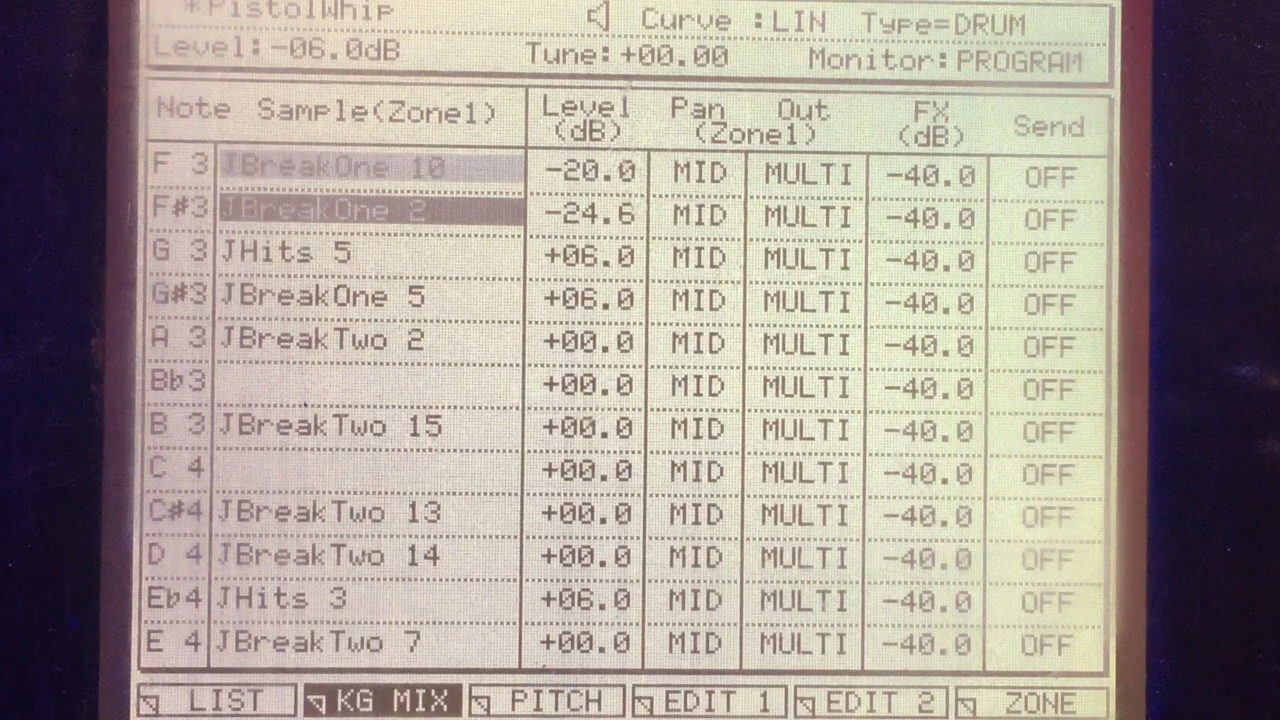 *PistolWhip Curve :LIN Type=DRUM
Level:-06.0dB Tune:+00.00 Monitor:PROGRAM
Note Sample(Zone1) Level (dB) Pan Out (Zone1) FX (dB) Send
F 3 JBreakOne 10 -20.0 MID MULTI -40.0 OFF
F#3 JBreakOne 2 -24.6 MID MULTI -40.0 OFF
G 3 JHits 5 +06.0 MID MULTI -40.0 OFF
G#3 JBreakOne 5 +06.0 MID MULTI -40.0 OFF
A 3 JBreakTwo 2 +00.0 MID MULTI -40.0 OFF
B♭3 +00.0 MID MULTI -40.0 OFF
B 3 JBreakTwo 15 +00.0 MID MULTI -40.0 OFF
C 4 +00.0 MID MULTI -40.0 OFF
C#4 JBreakTwo 13 +00.0 MID MULTI -40.0 OFF
D 4 JBreakTwo 14 +00.0 MID MULTI -40.0 OFF
E♭4 JHits 3 +06.0 MID MULTI -40.0 OFF
E 4 JBreakTwo 7 +00.0 MID MULTI -40.0 OFF
LIST KG MIX PITCH EDIT 1 EDIT 2 ZONE